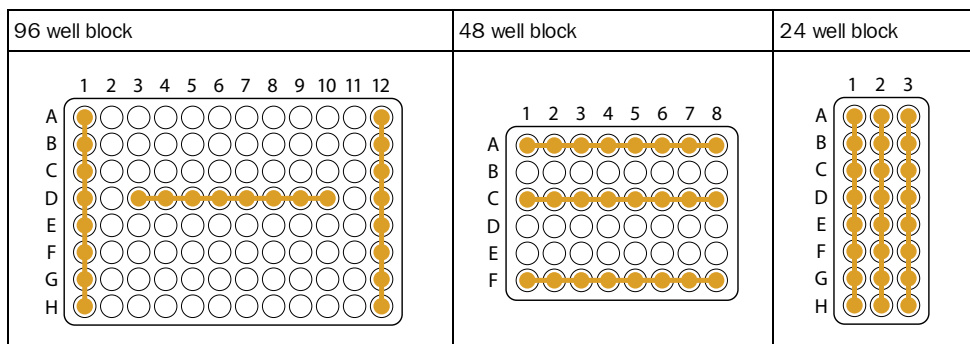 96 well block
48 well block
24 well block
1 2 3 4 5 6 7 8 9 10 11 12
A
B
C
D
E
F
G
H
1 2 3 4 5 6 7 8
A
B
C
D
E
F
1 2 3
A
B
C
D
E
F
G
H